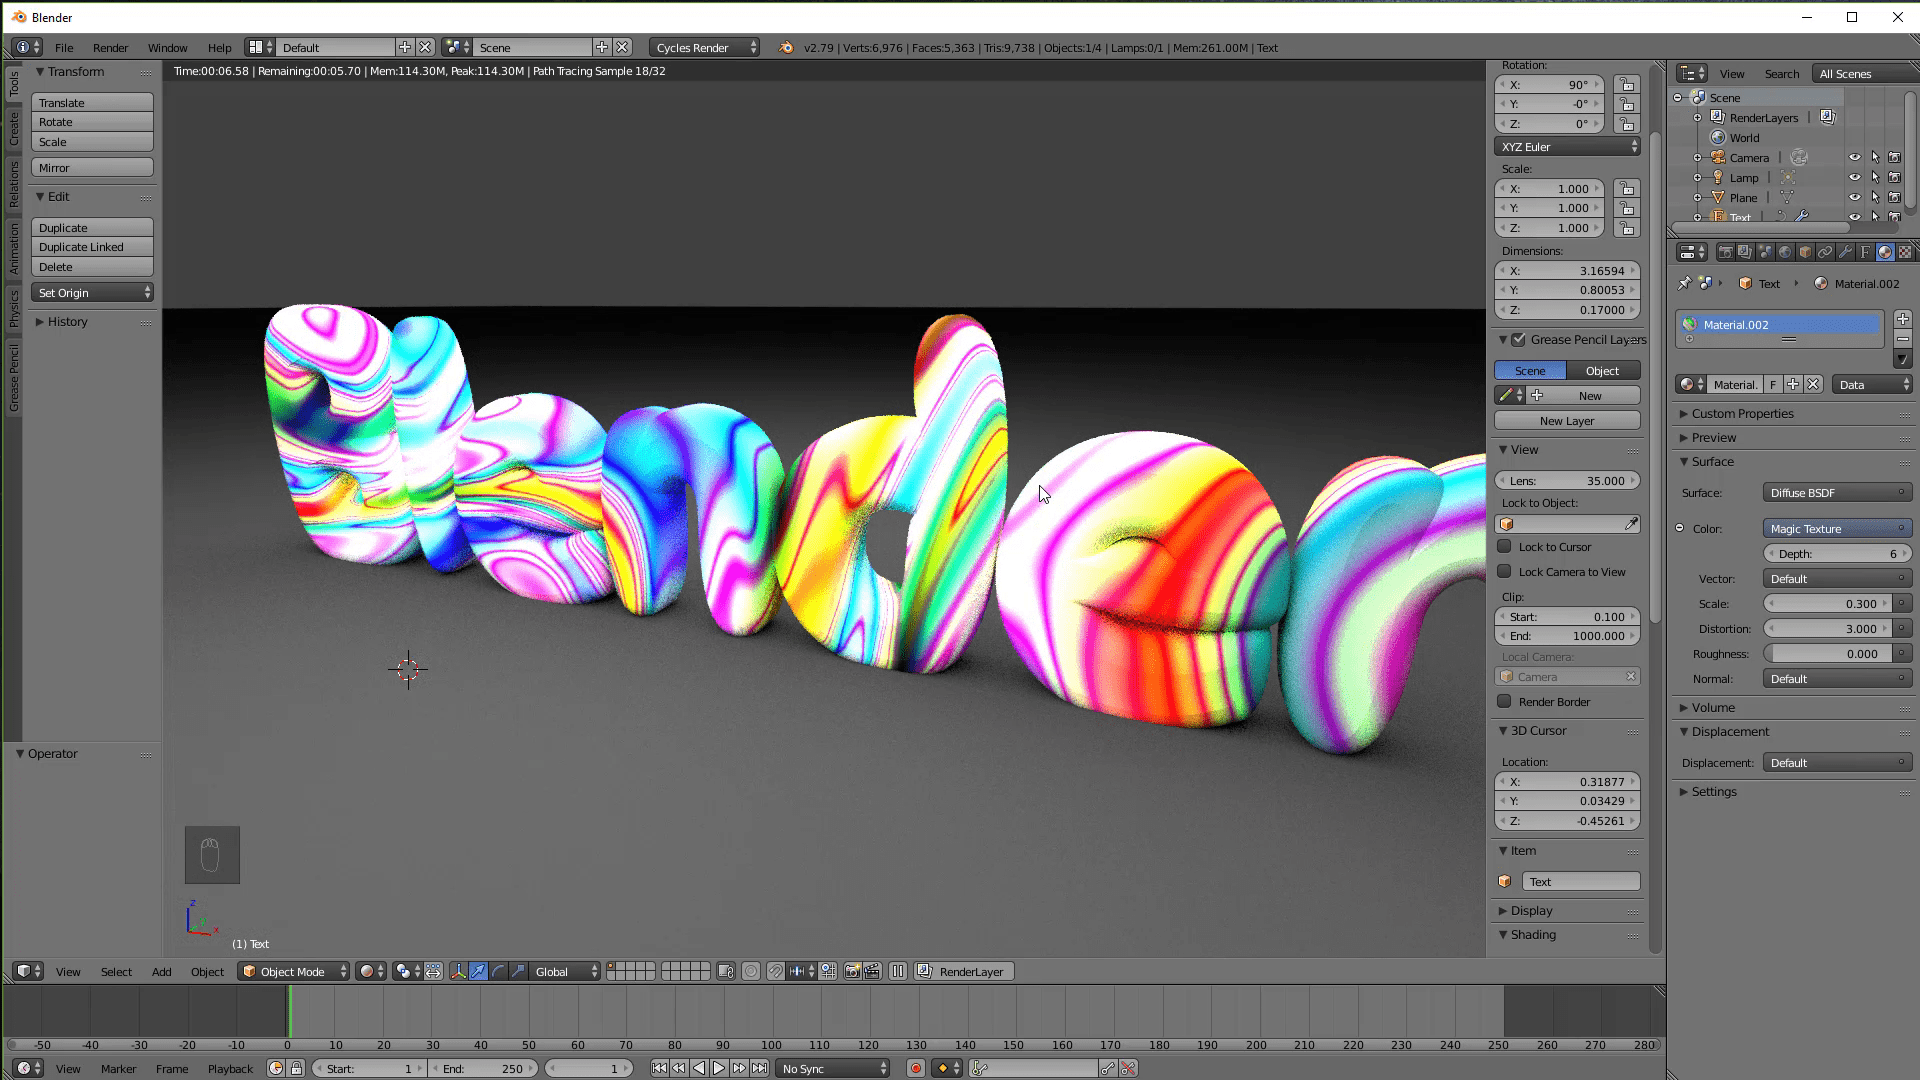 Blender
File Render Window Help Default Scene Cycles Render v2.79 | Verts:6,976 | Faces:5,363 | Tris:9,738 | Objects:1/4 | Lamps:0/1 | Mem:261.00M | Text
Tools
Create
Relations
Animation
Physics
Grease Pencil
Transform
Translate
Rotate
Scale
Mirror
Edit
Duplicate
Duplicate Linked
Delete
Set Origin
History
Operator
Time:00:06.58 | Remaining:00:05.70 | Mem:114.30M, Peak:114.30M | Path Tracing Sample 18/32
Blender
z
y
x
(1) Text
Rotation:
X: 90°
Y: -0°
Z: 0°
XYZ Euler
Scale:
X: 1.000
Y: 1.000
Z: 1.000
Dimensions:
X: 3.16594
Y: 0.80053
Z: 0.17000
Grease Pencil Layers
Scene Object
New
New Layer
View
Lens: 35.000
Lock to Object:
Lock to Cursor
Lock Camera to View
Clip:
Start: 0.100
End: 1000.000
Local Camera:
Camera
Render Border
3D Cursor
Location:
X: 0.31877
Y: 0.03429
Z: -0.45261
Item
Text
Display
Shading
View Search All Scenes
Scene
RenderLayers
World
Camera
Lamp
Plane
Text
Text Material.002
Material.002
Material. F Data
Custom Properties
Preview
Surface
Surface: Diffuse BSDF
Color: Magic Texture
Depth: 6
Vector: Default
Scale: 0.300
Distortion: 3.000
Roughness: 0.000
Normal: Default
Volume
Displacement
Displacement: Default
Settings
View Select Add Object Object Mode Global RenderLayer
-50 -40 -30 -20 -10 0 10 20 30 40 50 60 70 80 90 100 110 120 130 140 150 160 170 180 190 200 210 220 230 240 250 260 270 280
View Marker Frame Playback Start: 1 End: 250 1 No Sync